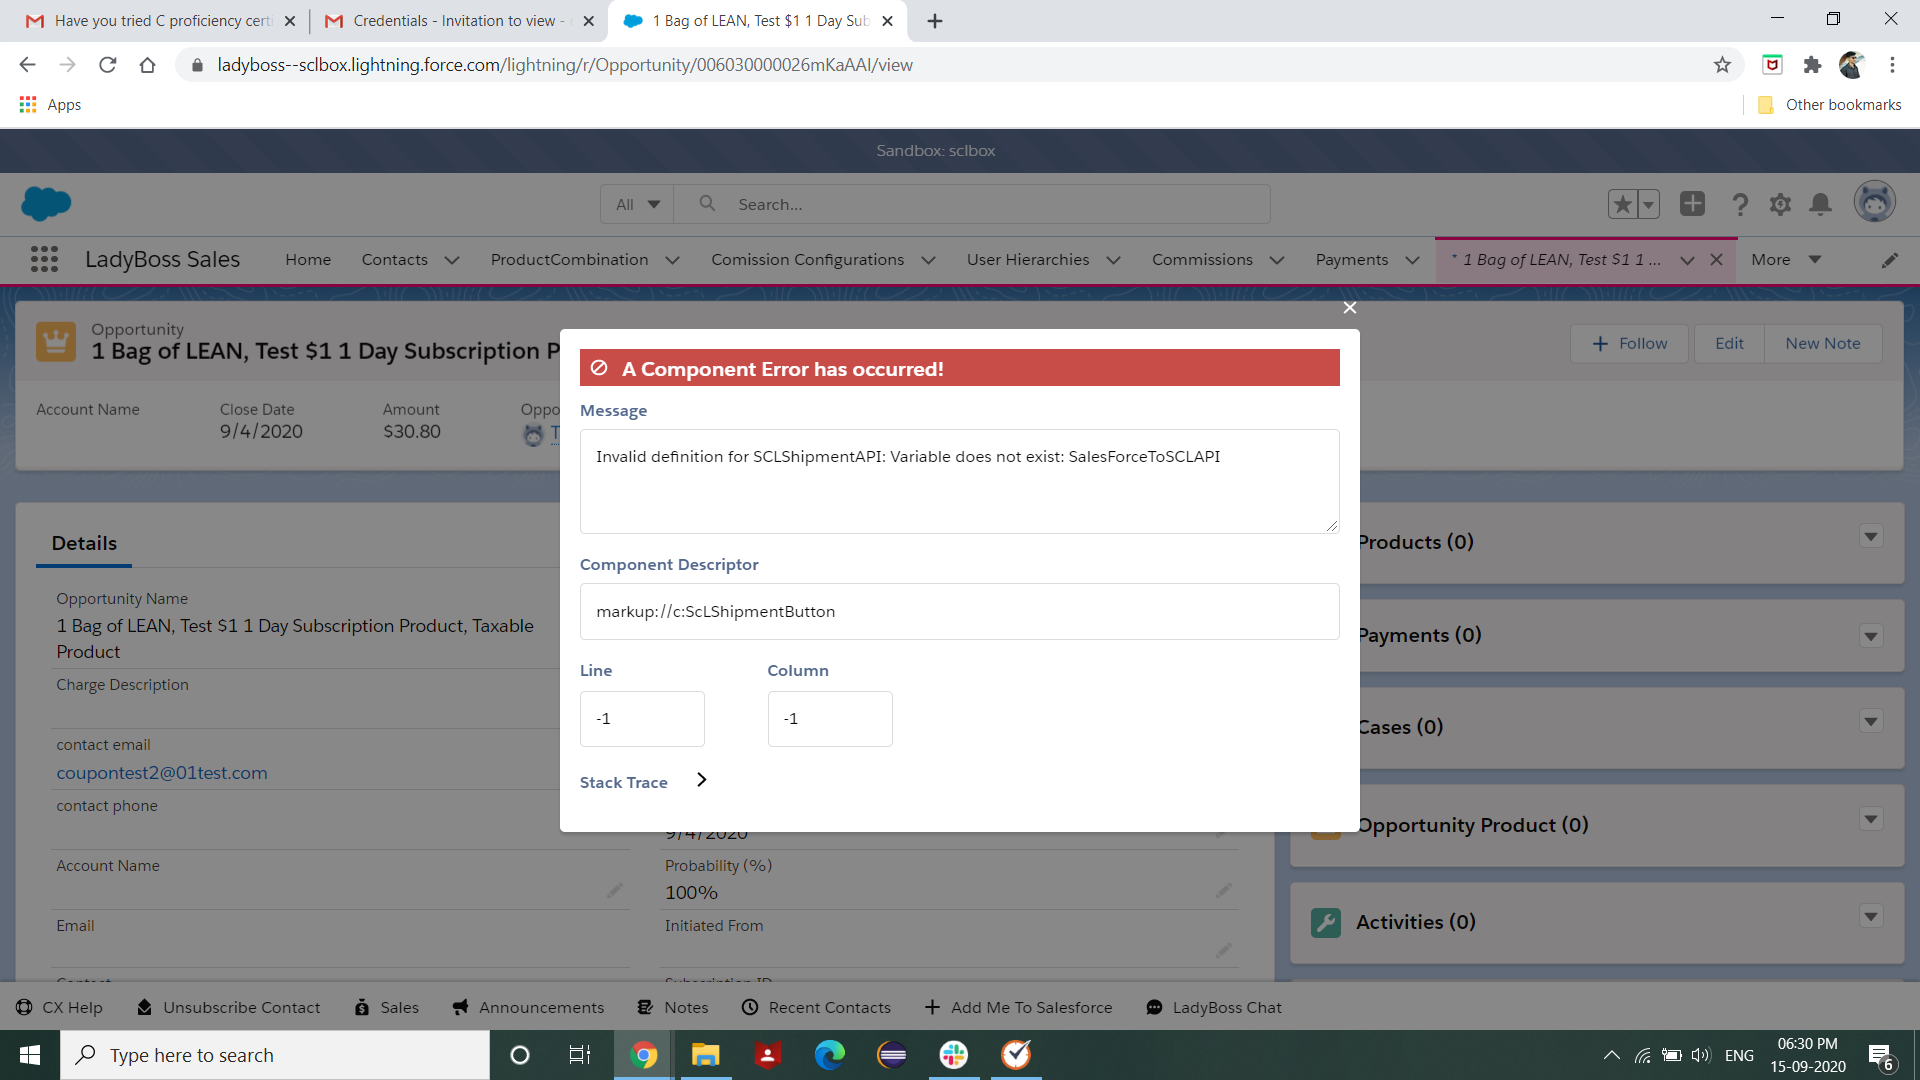 Have you tried C proficiency certi
Credentials - Invitation to view -
1 Bag of LEAN, Test $1 1 Day Sub
ladyboss--sclbox.lightning.force.com/lightning/r/Opportunity/006030000026mKaAAI/view
Apps
Other bookmarks
Sandbox: sclbox
All
Search...
LadyBoss Sales
Home
Contacts
ProductCombination
Comission Configurations
User Hierarchies
Commissions
Payments
* 1 Bag of LEAN, Test $1 1 ...
More
Opportunity
1 Bag of LEAN, Test $1 1 Day Subscription P
Follow
Edit
New Note
Account Name
Close Date
Amount
Oppo
9/4/2020
$30.80
T
A Component Error has occurred!
Message
Invalid definition for SCLShipmentAPI: Variable does not exist: SalesForceToSCLAPI
Component Descriptor
markup://c:ScLShipmentButton
Line
Column
-1
-1
Stack Trace
Details
Opportunity Name
1 Bag of LEAN, Test $1 1 Day Subscription Product, Taxable
Product
Charge Description
contact email
coupontest2@01test.com
contact phone
9/4/2020
Account Name
Probability (%)
100%
Email
Initiated From
Contact
Subscription ID
Products (0)
Payments (0)
Cases (0)
Opportunity Product (0)
Activities (0)
CX Help
Unsubscribe Contact
Sales
Announcements
Notes
Recent Contacts
Add Me To Salesforce
LadyBoss Chat
Type here to search
ENG
06:30 PM
15-09-2020
6